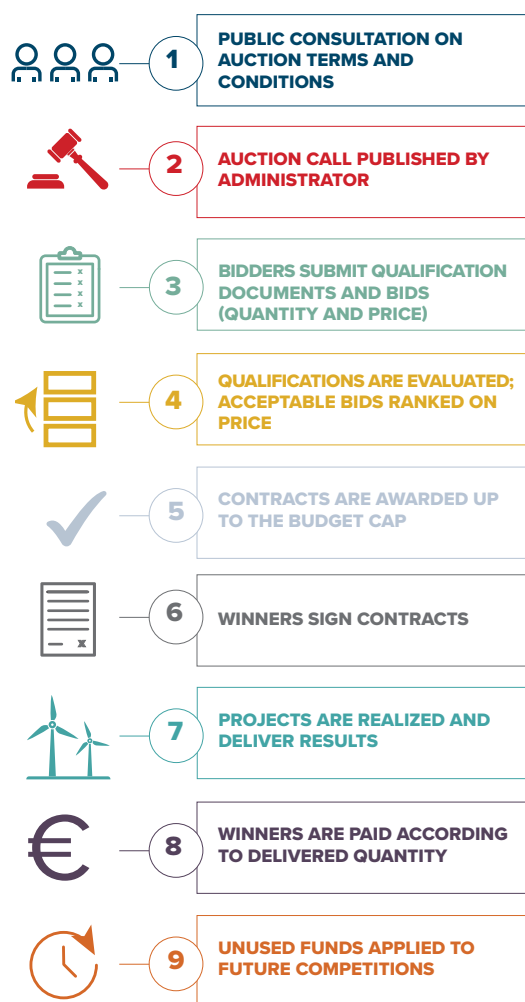 1
PUBLIC CONSULTATION ON
AUCTION TERMS AND
CONDITIONS
2
AUCTION CALL PUBLISHED BY
ADMINISTRATOR
3
BIDDERS SUBMIT QUALIFICATION
DOCUMENTS AND BIDS
(QUANTITY AND PRICE)
4
QUALIFICATIONS ARE EVALUATED;
ACCEPTABLE BIDS RANKED ON
PRICE
5
CONTRACTS ARE AWARDED UP
TO THE BUDGET CAP
6
WINNERS SIGN CONTRACTS
7
PROJECTS ARE REALIZED AND
DELIVER RESULTS
€
8
WINNERS ARE PAID ACCORDING
TO DELIVERED QUANTITY
9
UNUSED FUNDS APPLIED TO
FUTURE COMPETITIONS